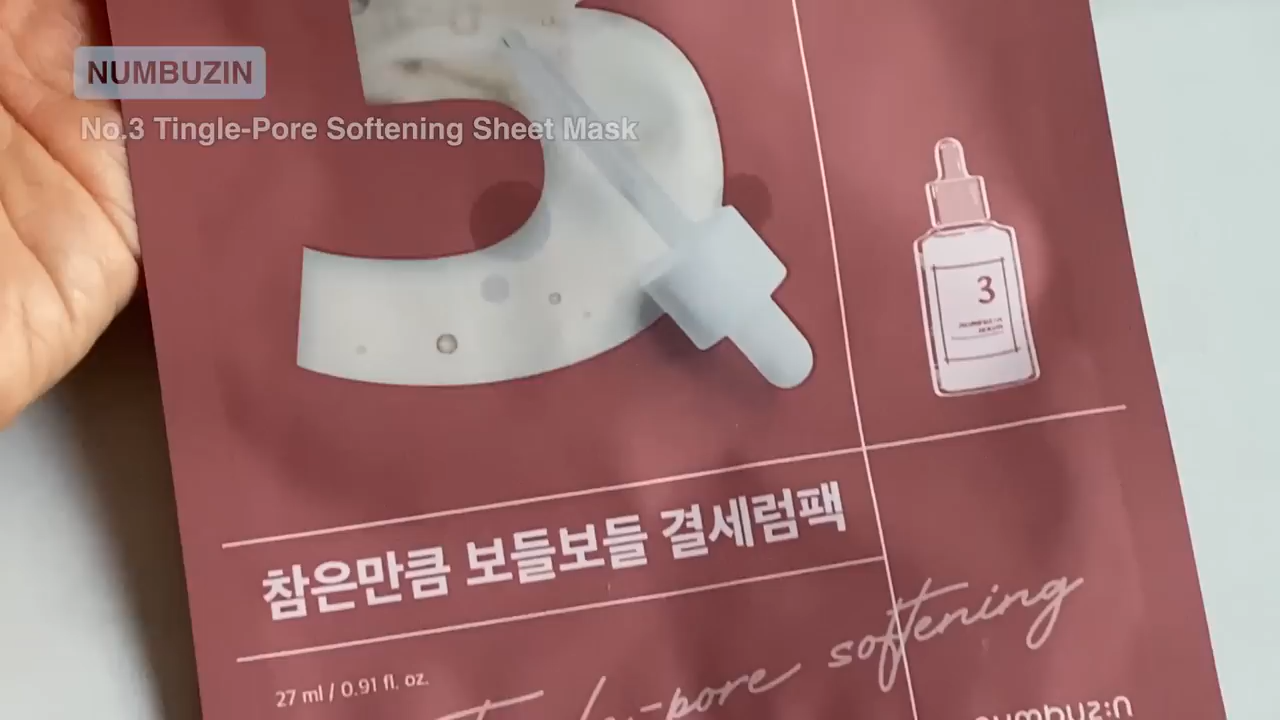 NUMBUZIN
No.3 Tingle-Pore Softening Sheet Mask
3
참은만큼 보들보들 결세럼팩
27 ml / 0.91 fl. oz.
-pore softening
numbuz:n